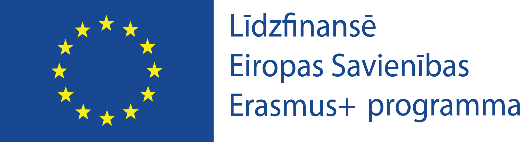 Līdzfinansē
Eiropas Savienības
Erasmus+ programma